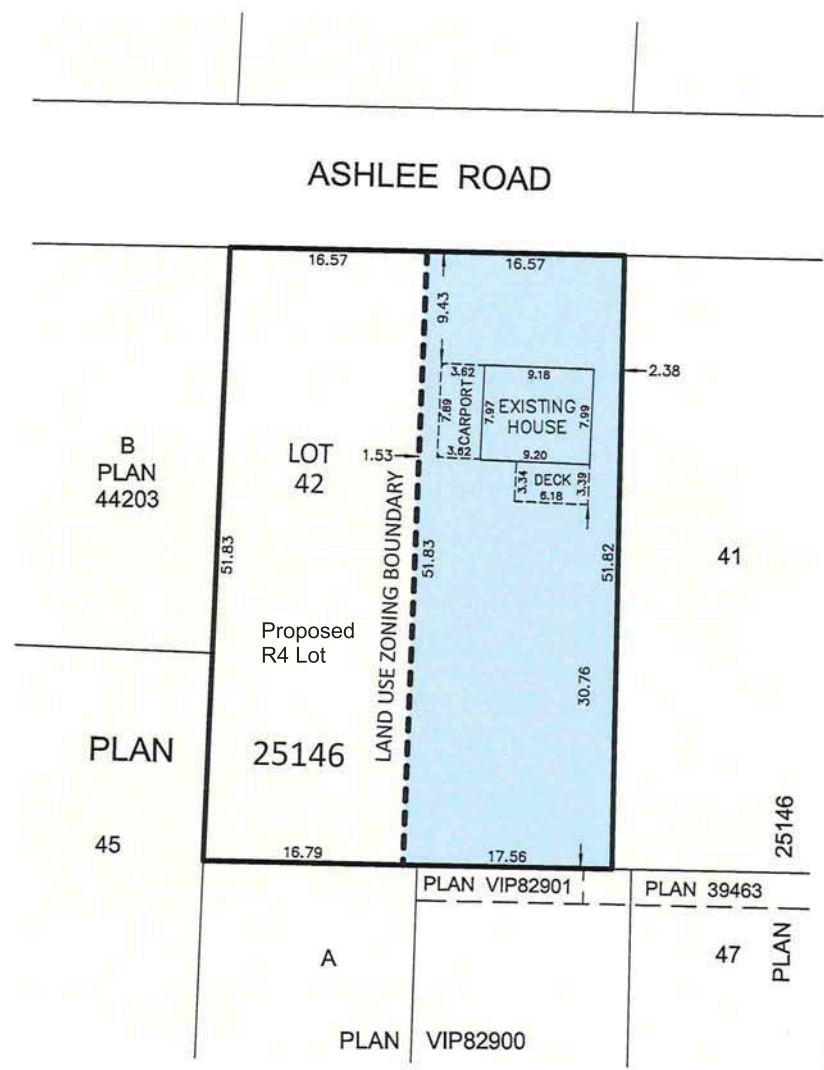 ASHLEE ROAD
16.57
16.57
9.43
2.38
3.62
9.18
7.89
CARPORT
7.97
EXISTING
HOUSE
7.99
3.62
9.20
1.53
3.34
DECK
3.39
6.18
B
PLAN
44203
LOT
42
51.83
LAND USE ZONING BOUNDARY
51.83
51.82
41
Proposed
R4 Lot
30.76
PLAN
25146
45
25146
16.79
17.56
PLAN VIP82901
PLAN 39463
A
47
PLAN
PLAN
VIP82900